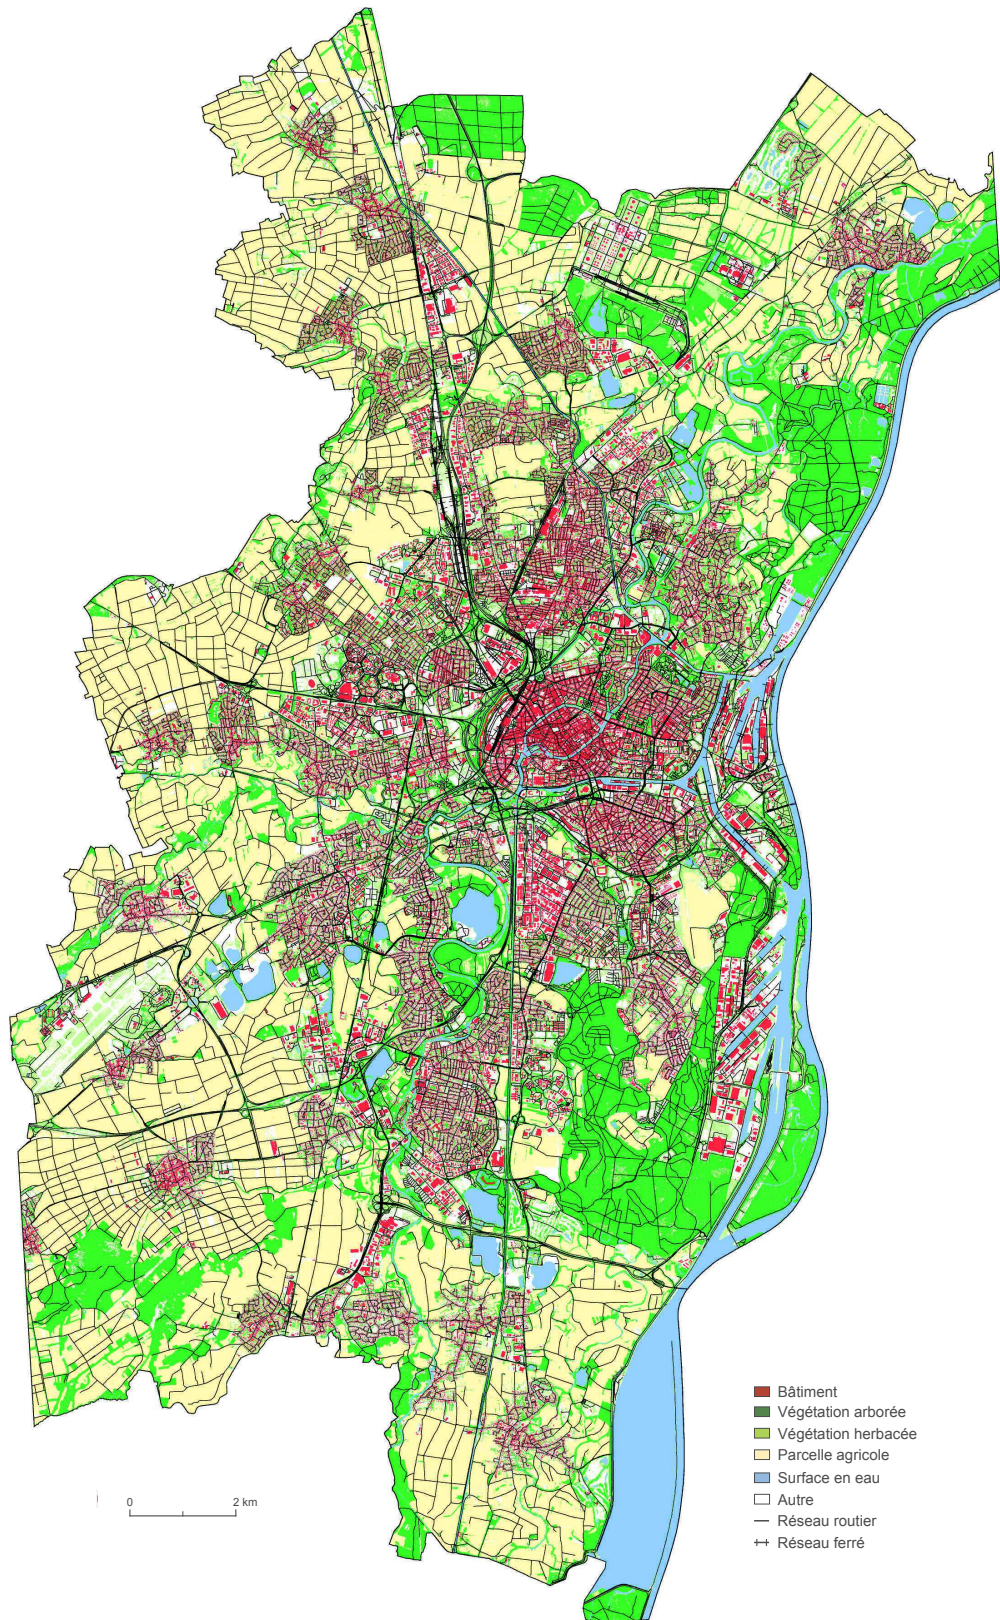 Bâtiment
Végétation arborée
Végétation herbacée
Parcelle agricole
Surface en eau
Autre
Réseau routier
Réseau ferré
0 2 km